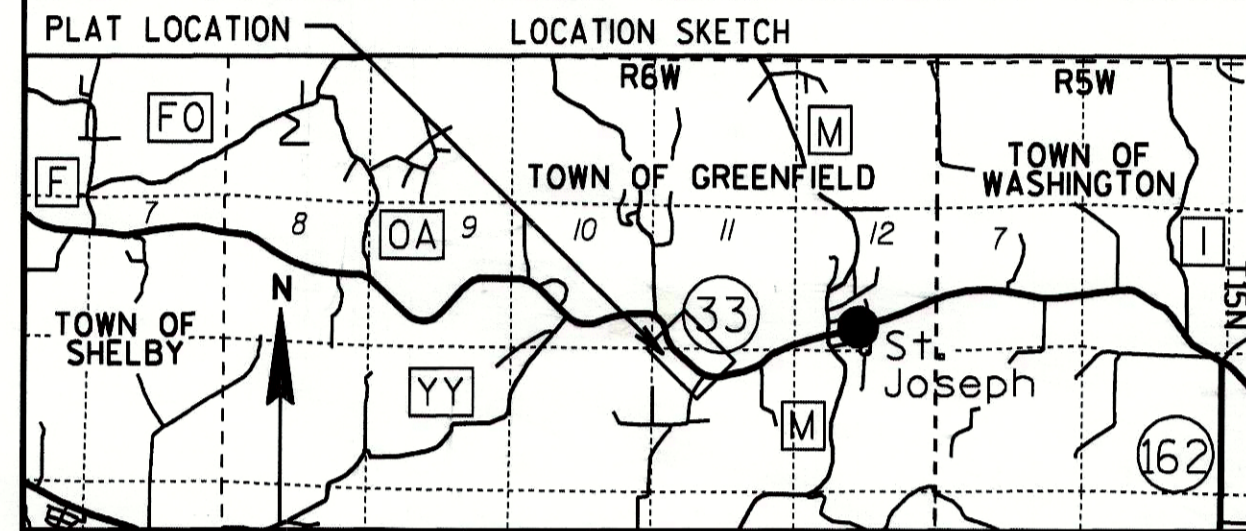 PLAT LOCATION
LOCATION SKETCH
R6W
R5W
FO
M
F
TOWN OF GREENFIELD
TOWN OF
WASHINGTON
7
8
OA
9
10
11
12
7
I
T15N
N
33
TOWN OF
SHELBY
St.
Joseph
YY
M
162